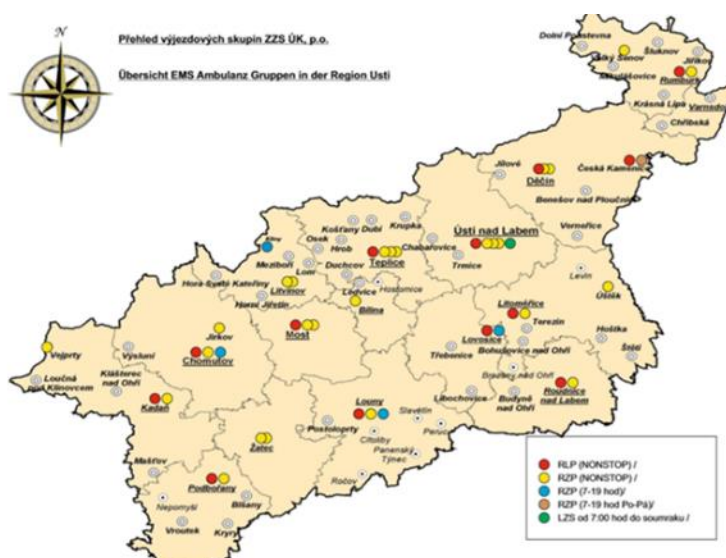 N
Přehled výjezdových skupin ZZS ÚK, p.o.
Übersicht EMS Ambulanz Gruppen in der Region Usti
Dolní Poustevna
Šluknov
Jiříkov
Mikulášovice
Rumburk
Krásná Lípa
Varnsdorf
Chřibská
Jílové
Děčín
Česká Kamenice
Benešov nad Ploučnicí
Verneřice
Košťany
Dubí
Krupka
Osek
Hrob
Chabařovice
Ústí nad Labem
Teplice
Trmice
Meziboří
Lom
Duchcov
Ledvice
Hostomice
Levín
Úštěk
Hora Svaté Kateřiny
Litvínov
Horní Jiřetín
Bílina
Litoměřice
Terezín
Lovosice
Hoštka
Štětí
Jirkov
Most
Třebenice
Bohušovice nad Ohří
Vejprty
Výsluní
Chomutov
Loučná
pod Klínovcem
Klášterec
nad Ohří
Kadaň
Louny
Libochovice
Budyně
nad Ohří
Roudnice
nad Labem
Slavětín
Peruc
Postoloprty
Cítoliby
Panenský
Týnec
Žatec
Ročov
Mašťov
Podbořany
Nepomyšl
Blšany
Vroutek
Kryry
RLP (NONSTOP) /
RZP (NONSTOP) /
RZP (7-19 hod)/
RZP (7-19 hod Po-Pá)/
LZS od 7:00 hod do soumraku /